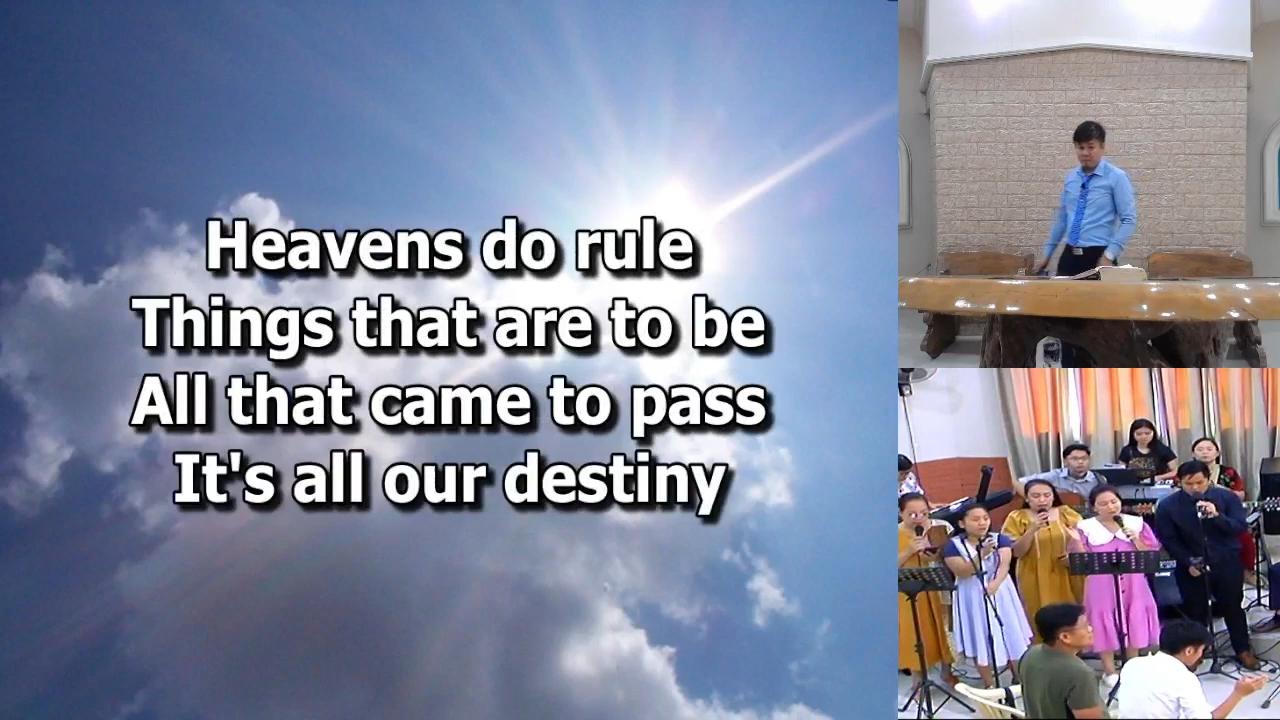 Heavens do rule
Things that are to be
All that came to pass
It's all our destiny